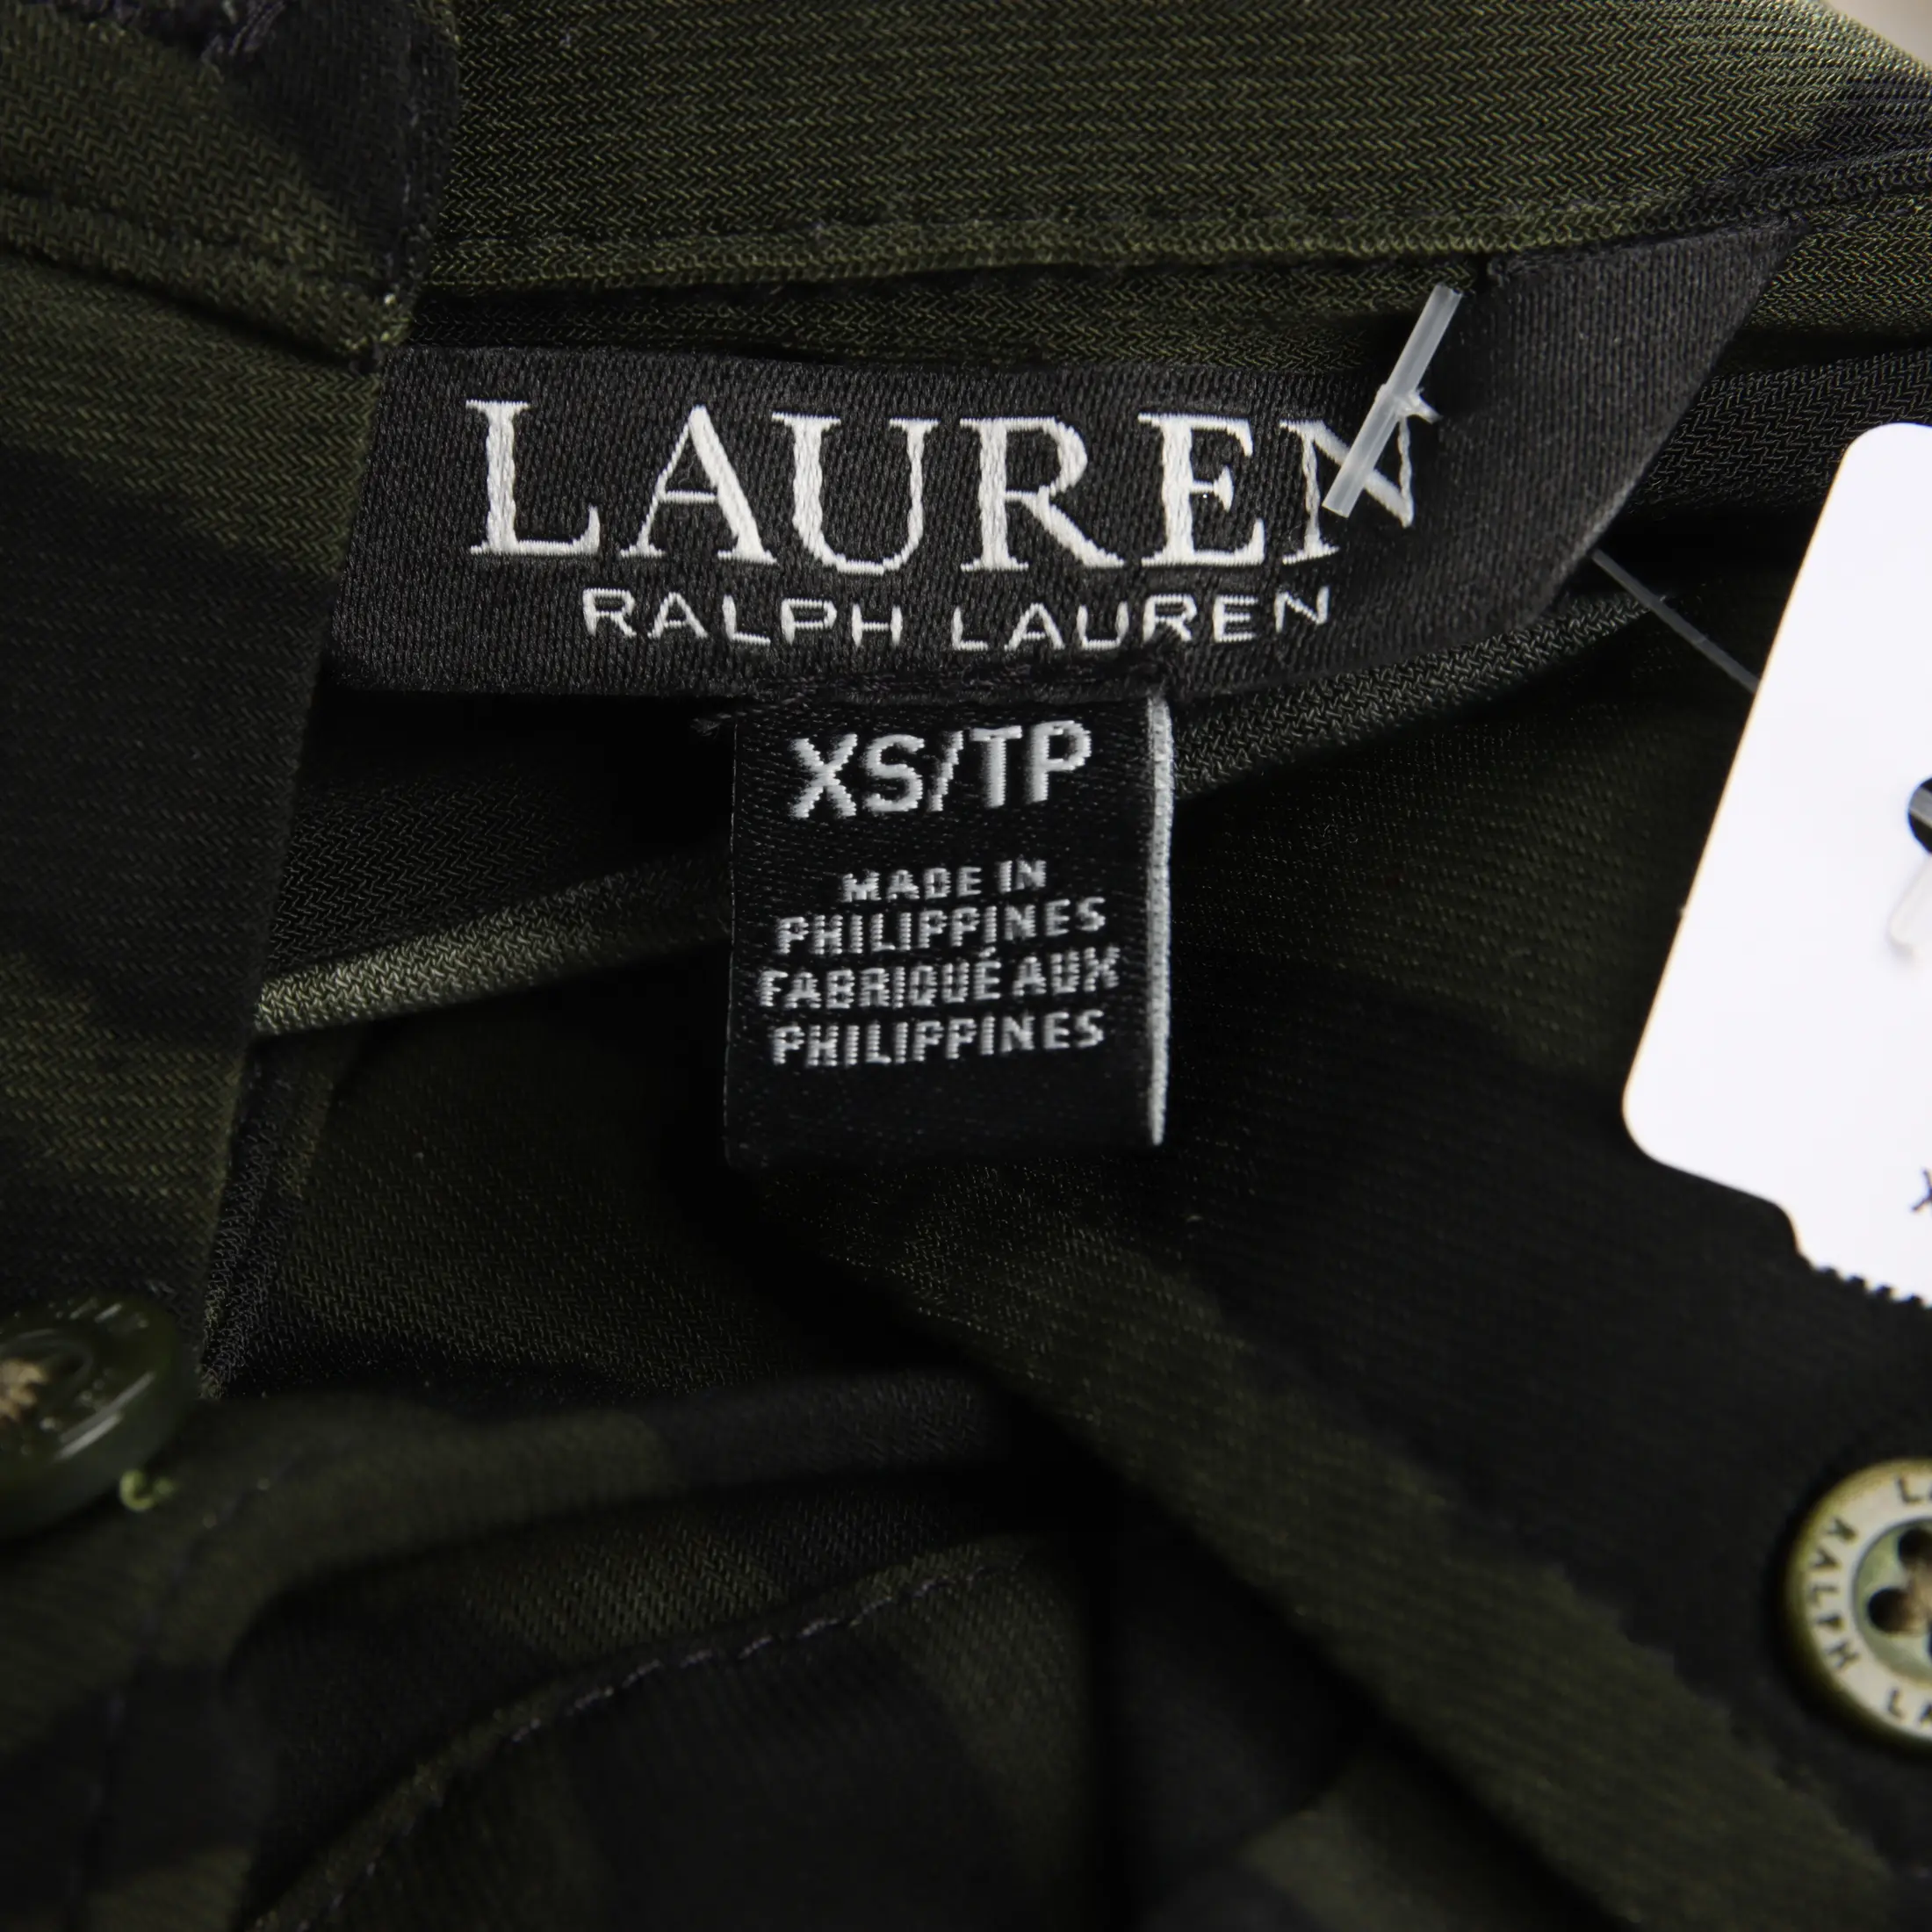 LAUREN
RALPH LAUREN
XS/TP
MADE IN
PHILIPPINES
FABRIQUÉ AUX
PHILIPPINES
RALPH